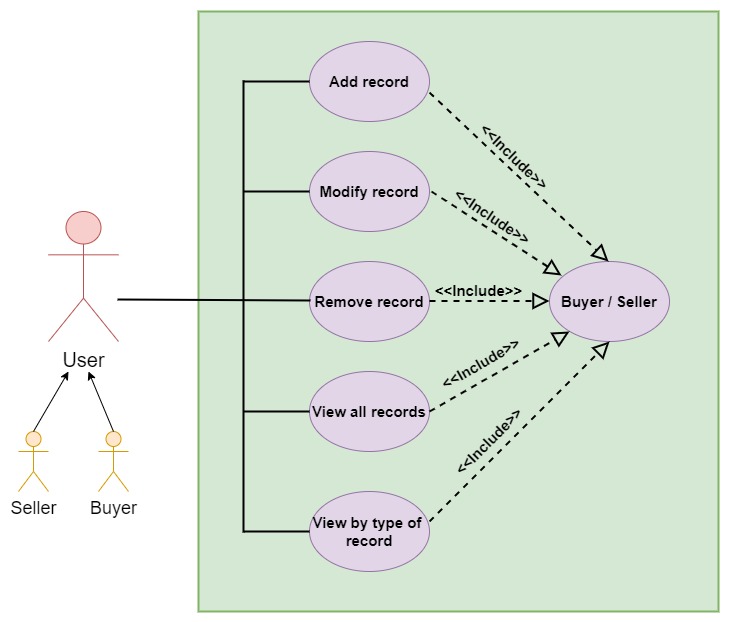 Add record
<<Include>>
Modify record
<<Include>>
Remove record
<<Include>>
Buyer / Seller
User
<<Include>>
View all records
<<Include>>
Seller
Buyer
View by type of
record